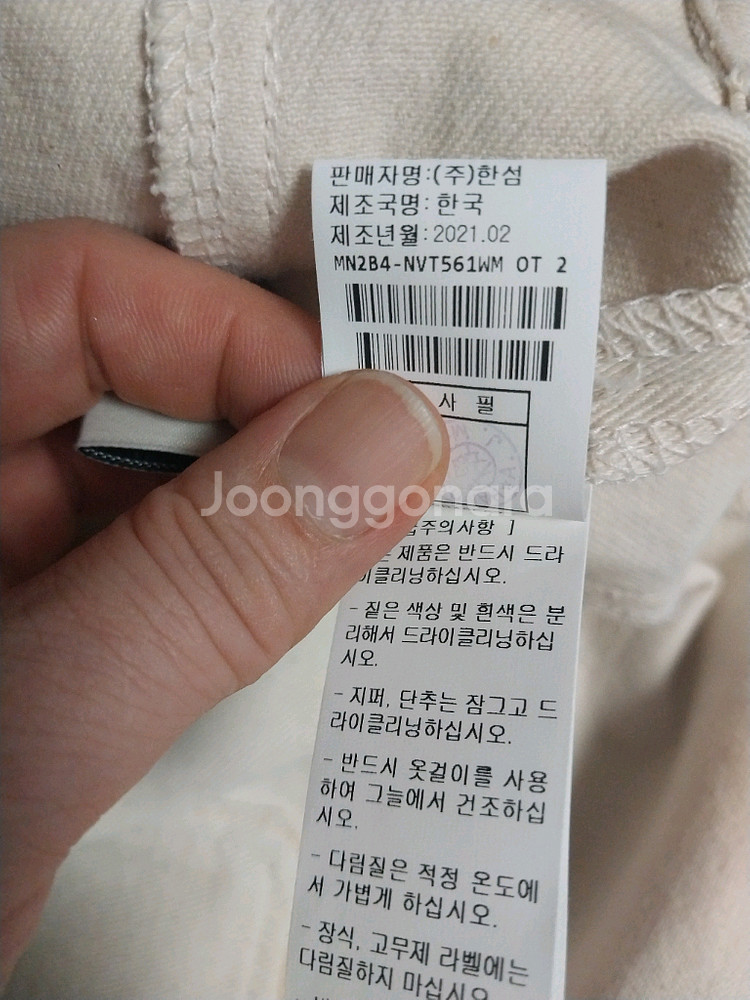 판매자명:(주)한섬
제조국명: 한국
제조년월: 2021.02
MN2B4-NVT561WM OT 2
사 필
Joonggonara
주의사항 ]
제품은 반드시 드라
이클리닝하십시오.
- 짙은 색상 및 흰색은 분
리해서 드라이클리닝하십
시오.
- 지퍼, 단추는 잠그고 드
라이클리닝하십시오.
- 반드시 옷걸이를 사용
하여 그늘에서 건조하십
시오.
- 다림질은 적정 온도에
서 가볍게 하십시오.
- 장식, 고무제 라벨에는
다림질하지 마십시오